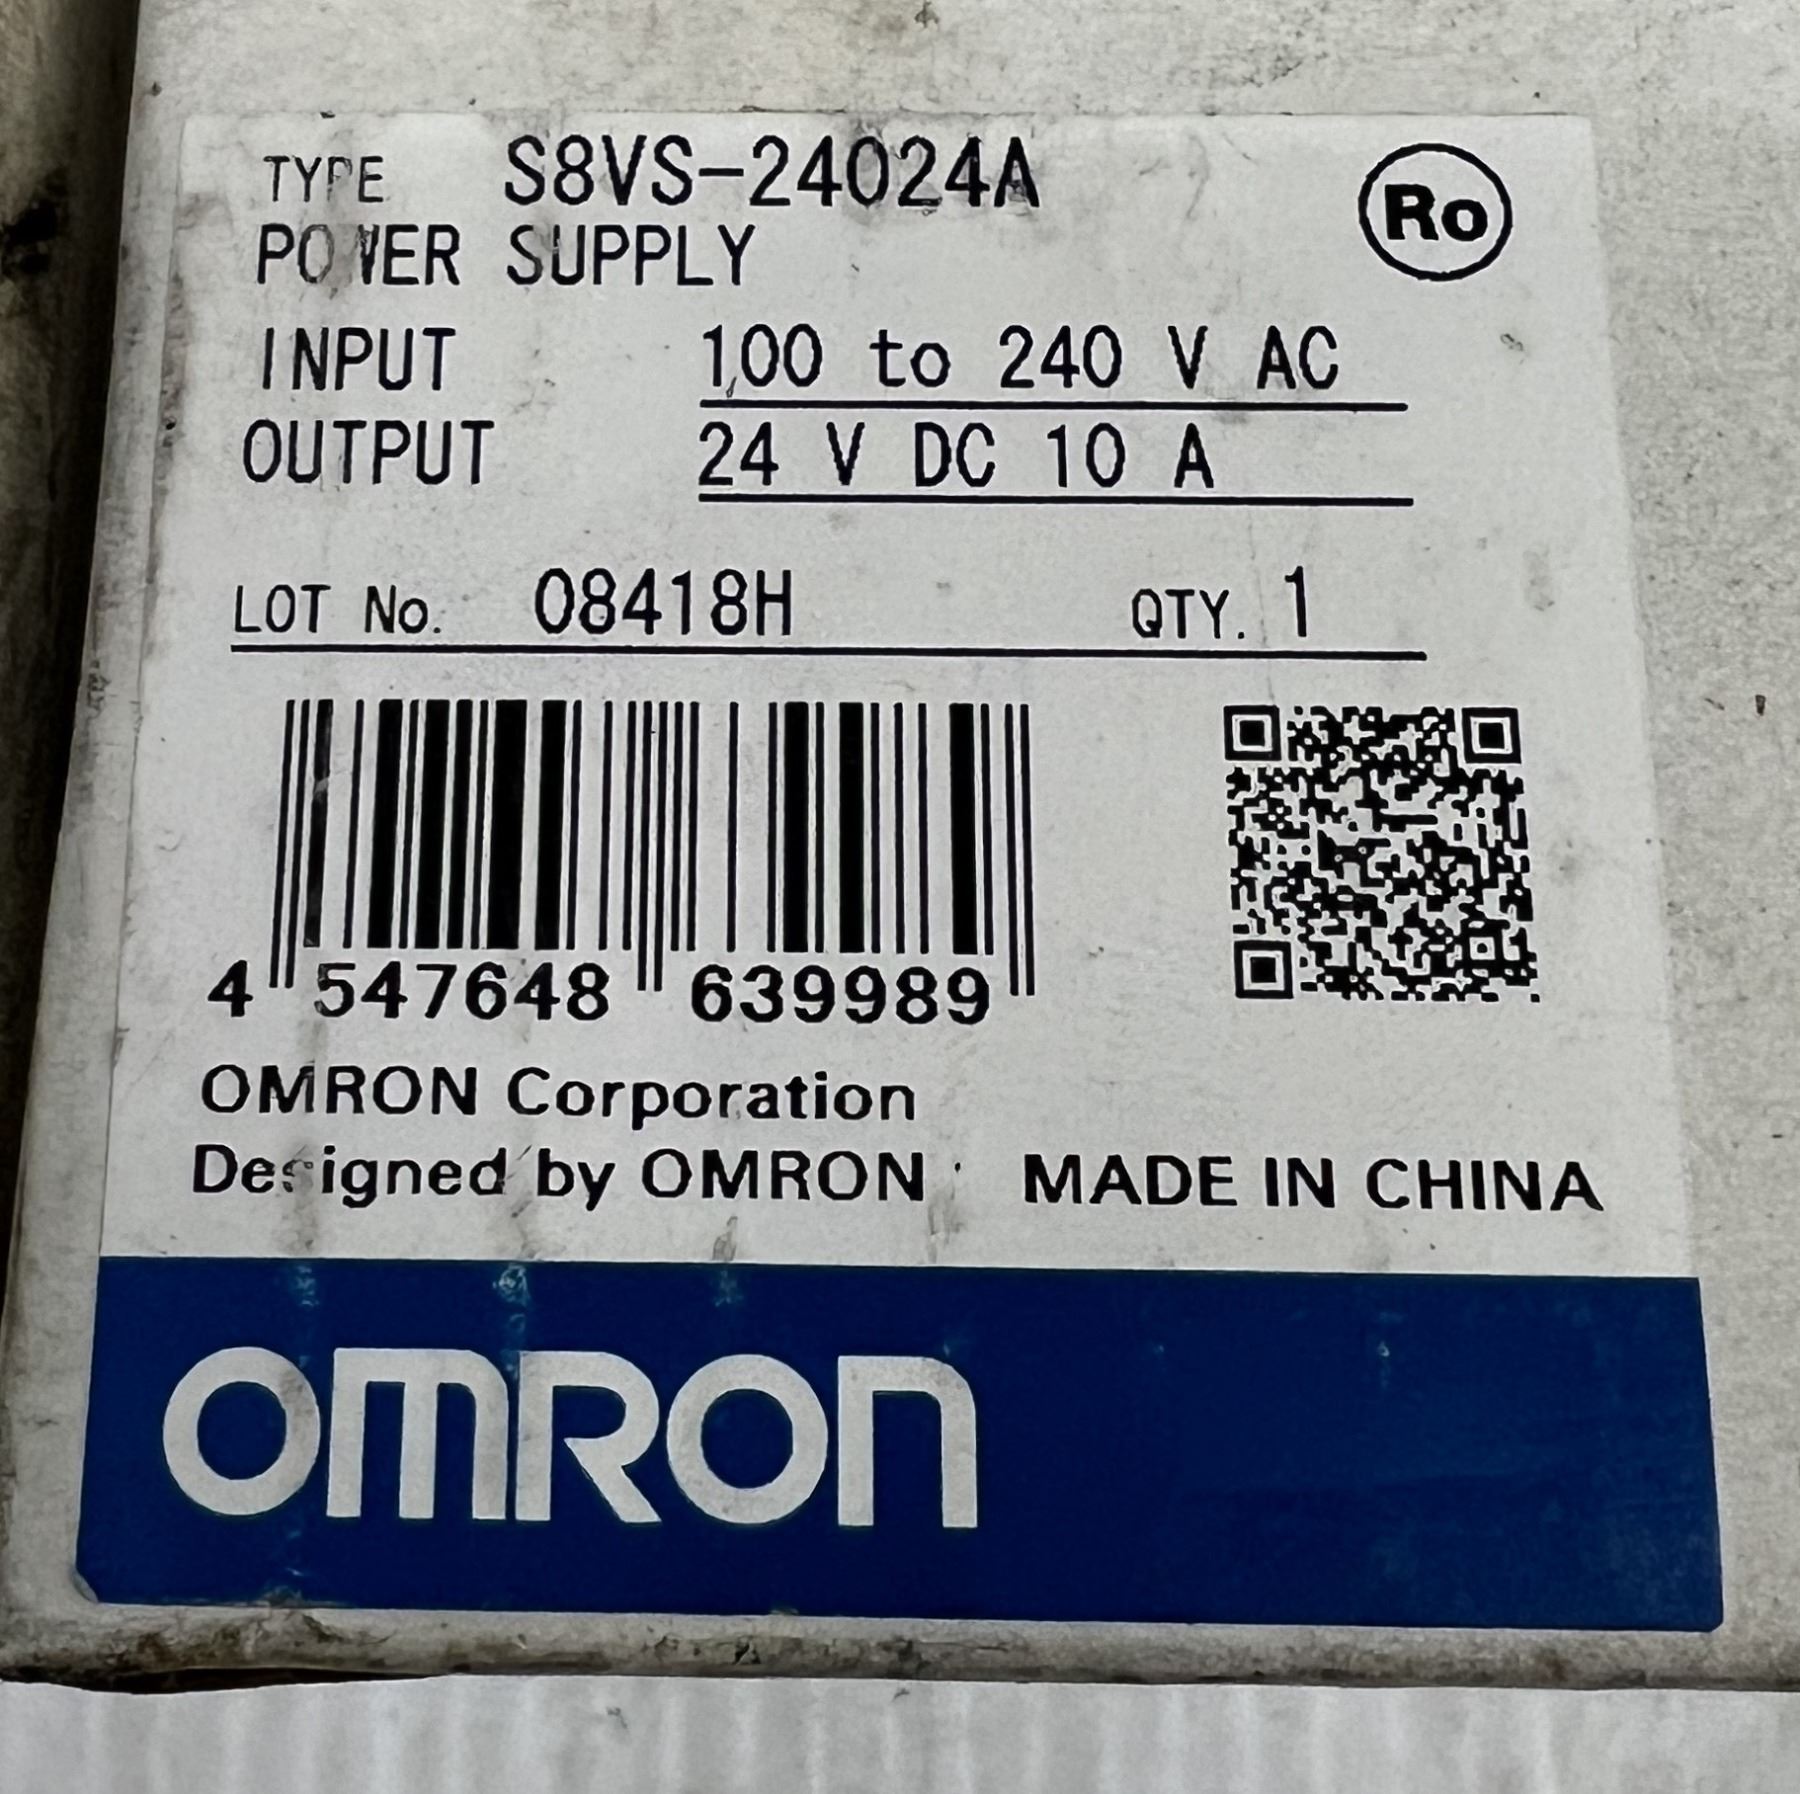 TYPE S8VS-24024A
Ro
POWER SUPPLY
INPUT 100 to 240 V AC
OUTPUT 24 V DC 10 A
LOT No. 08418H QTY. 1
4 547648 639989
OMRON Corporation
Designed by OMRON MADE IN CHINA
OMRON